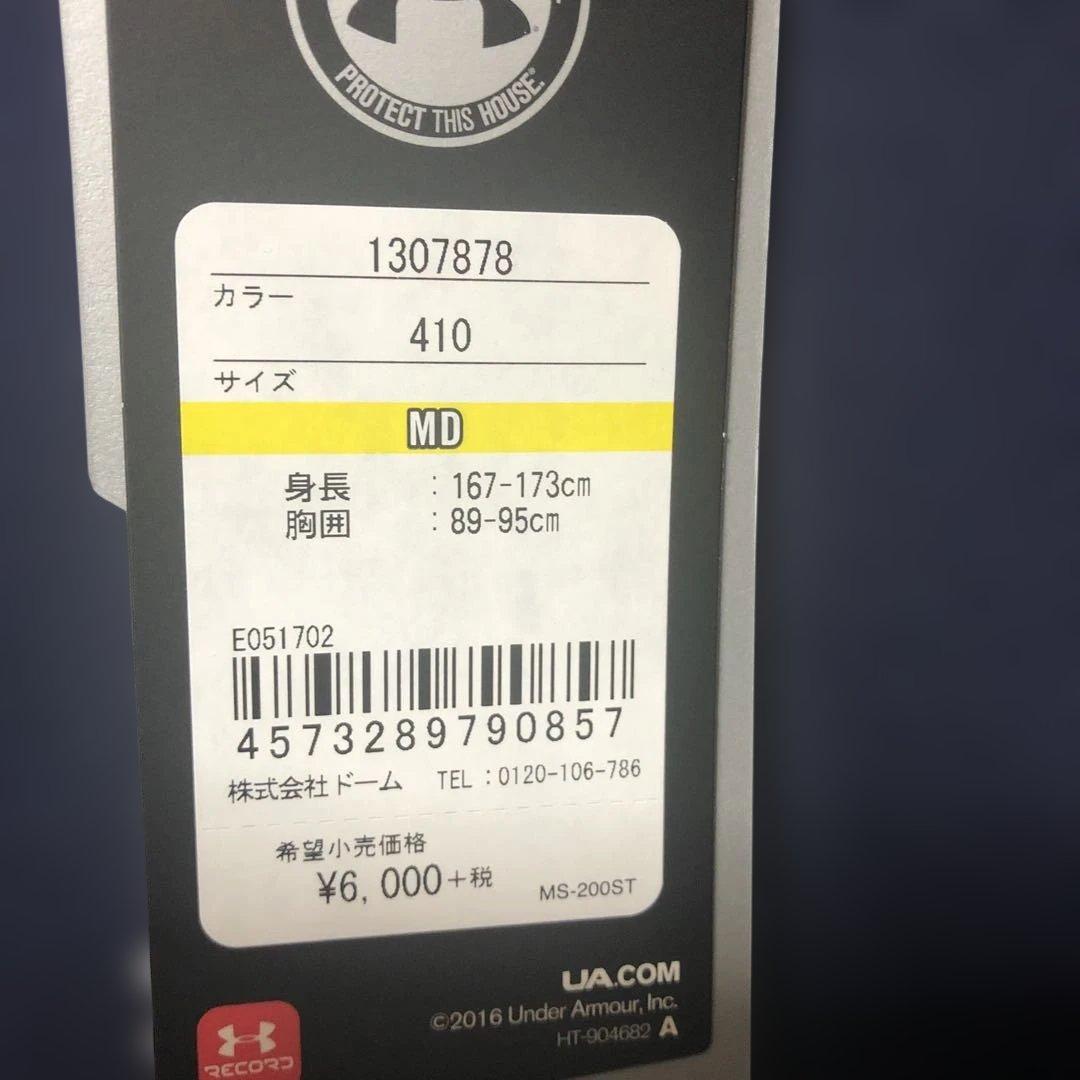 PROTECT THIS HOUSE.®
1307878
カラー
410
サイズ
MD
身長 : 167-173cm
胸囲 : 89-95cm
E051702
4573289790857
株式会社ドーム TEL：0120-106-786
希望小売価格
¥6,000+税
MS-200ST
UA.COM
©2016 Under Armour, Inc.
HT-904682 A
RECORD